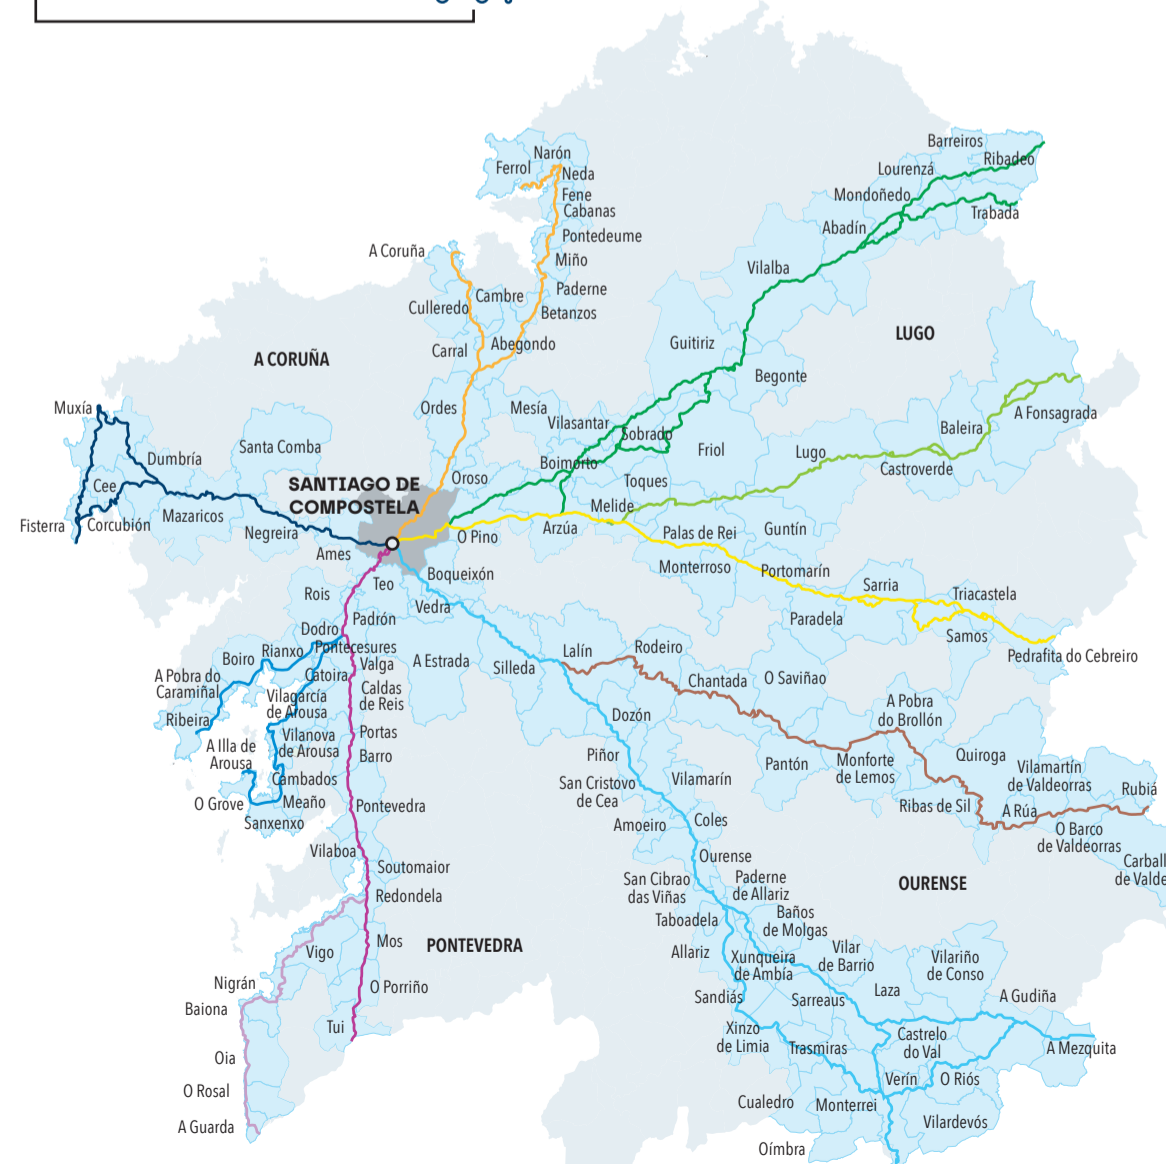 Barreiros
Ribadeo
Narón
Ferrol
Neda
Lourenzá
Fene
Mondoñedo
Cabanas
Trabada
Abadín
Pontedeume
A Coruña
Miño
Vilalba
Paderne
Cambre
Culleredo
Betanzos
LUGO
Guitiriz
Abegondo
Carral
A CORUÑA
Begonte
Muxía
Ordes
Mesía
A Fonsagrada
Vilasantar
Baleira
Sobrado
Santa Comba
Friol
Lugo
Dumbría
Boimorto
Castroverde
Oroso
Toques
SANTIAGO DE
COMPOSTELA
Cee
Melide
Mazaricos
Fisterra
Corcubión
Arzúa
Guntín
Negreira
O Pino
Palas de Rei
Ames
Monterroso
Portomarín
Boqueixón
Teo
Sarria
Triacastela
Rois
Vedra
Padrón
Paradela
Dodro
Samos
Pontecesures
Rianxo
Lalín
Rodeiro
Pedrafita do Cebreiro
Boiro
Valga
A Estrada
Silleda
Catoira
A Pobra do
Caramiñal
Chantada
O Saviñao
Caldas
de Reis
Vilagarcía
de Arousa
A Pobra
do Brollón
Ribeira
Dozón
Portas
Vilanova
de Arousa
A Illa de
Arousa
Barro
Piñor
Quiroga
Monforte
de Lemos
Pantón
Vilamartín
de Valdeorras
Cambados
San Cristovo
de Cea
Vilamarín
Rubiá
O Grove
Meaño
Pontevedra
Ribas de Sil
A Rúa
Sanxenxo
Amoeiro
Coles
O Barco
de Valdeorras
Vilaboa
Ourense
Carball
de Valde
Soutomaior
San Cibrao
das Viñas
Paderne
de Allariz
OURENSE
Redondela
Taboadela
Baños
de Molgas
Mos
PONTEVEDRA
Vigo
Allariz
Xunqueira
de Ambía
Vilar
de Barrio
Vilariño
de Conso
Nigrán
O Porriño
Sandiás
Sarreaus
Laza
A Gudiña
Baiona
Tui
Xinzo
de Limia
Trasmiras
Castrelo
do Val
A Mezquita
Oia
Verín
O Riós
O Rosal
Cualedro
Monterrei
A Guarda
Vilardevós
Oímbra